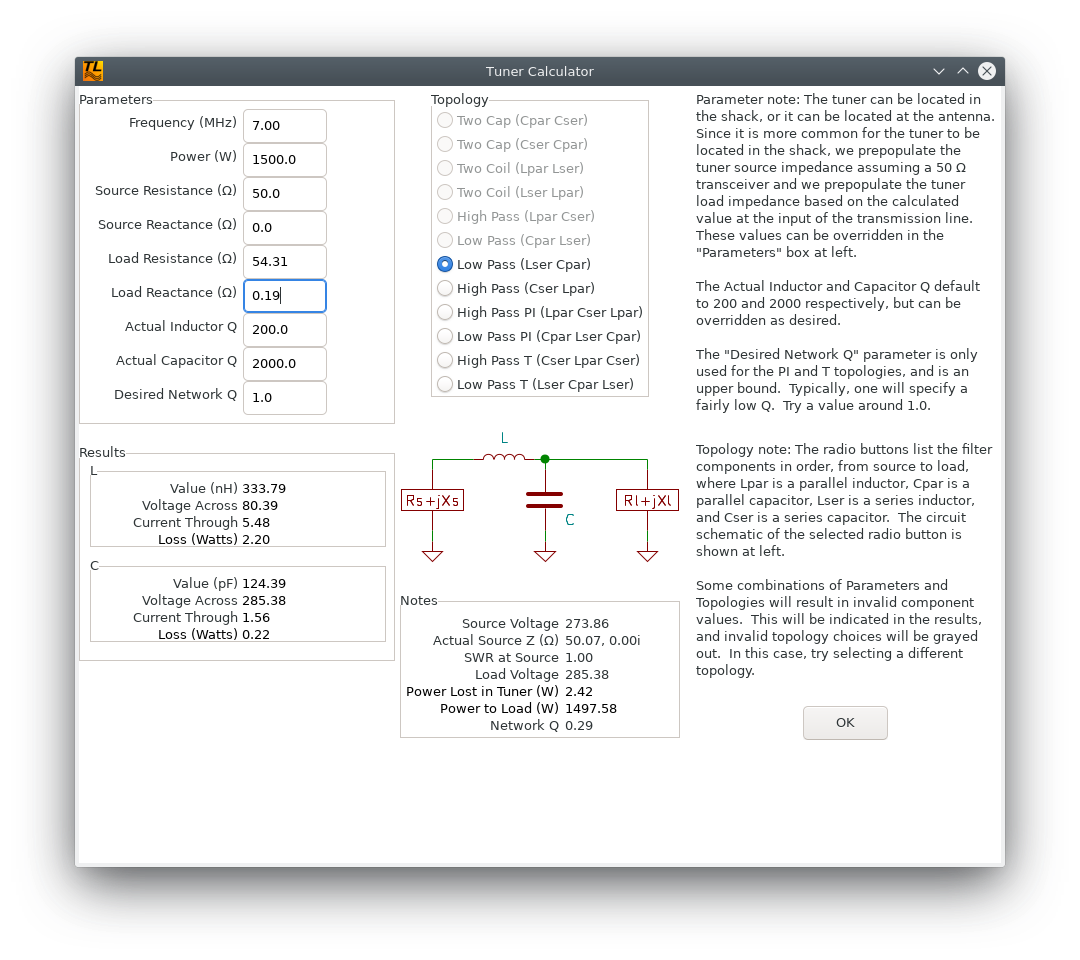 TL
Tuner Calculator
Parameters
Frequency (MHz) 7.00
Power (W) 1500.0
Source Resistance (Ω) 50.0
Source Reactance (Ω) 0.0
Load Resistance (Ω) 54.31
Load Reactance (Ω) 0.19
Actual Inductor Q 200.0
Actual Capacitor Q 2000.0
Desired Network Q 1.0
Topology
Two Cap (Cpar Cser)
Two Cap (Cser Cpar)
Two Coil (Lpar Lser)
Two Coil (Lser Lpar)
High Pass (Lpar Cser)
Low Pass (Cpar Lser)
Low Pass (Lser Cpar)
High Pass (Cser Lpar)
High Pass PI (Lpar Cser Lpar)
Low Pass PI (Cpar Lser Cpar)
High Pass T (Cser Lpar Cser)
Low Pass T (Lser Cpar Lser)
Parameter note: The tuner can be located in
the shack, or it can be located at the antenna.
Since it is more common for the tuner to be
located in the shack, we prepopulate the
tuner source impedance assuming a 50 Ω
transceiver and we prepopulate the tuner
load impedance based on the calculated
value at the input of the transmission line.
These values can be overridden in the
"Parameters" box at left.
The Actual Inductor and Capacitor Q default
to 200 and 2000 respectively, but can be
overridden as desired.
The "Desired Network Q" parameter is only
used for the PI and T topologies, and is an
upper bound. Typically, one will specify a
fairly low Q. Try a value around 1.0.
Results
L
Value (nH) 333.79
Voltage Across 80.39
Current Through 5.48
Loss (Watts) 2.20
C
Value (pF) 124.39
Voltage Across 285.38
Current Through 1.56
Loss (Watts) 0.22
L
Rs+jXs
C
Rl+jXl
Notes
Source Voltage 273.86
Actual Source Z (Ω) 50.07, 0.00i
SWR at Source 1.00
Load Voltage 285.38
Power Lost in Tuner (W) 2.42
Power to Load (W) 1497.58
Network Q 0.29
Topology note: The radio buttons list the filter
components in order, from source to load,
where Lpar is a parallel inductor, Cpar is a
parallel capacitor, Lser is a series inductor,
and Cser is a series capacitor. The circuit
schematic of the selected radio button is
shown at left.
Some combinations of Parameters and
Topologies will result in invalid component
values. This will be indicated in the results,
and invalid topology choices will be grayed
out. In this case, try selecting a different
topology.
OK